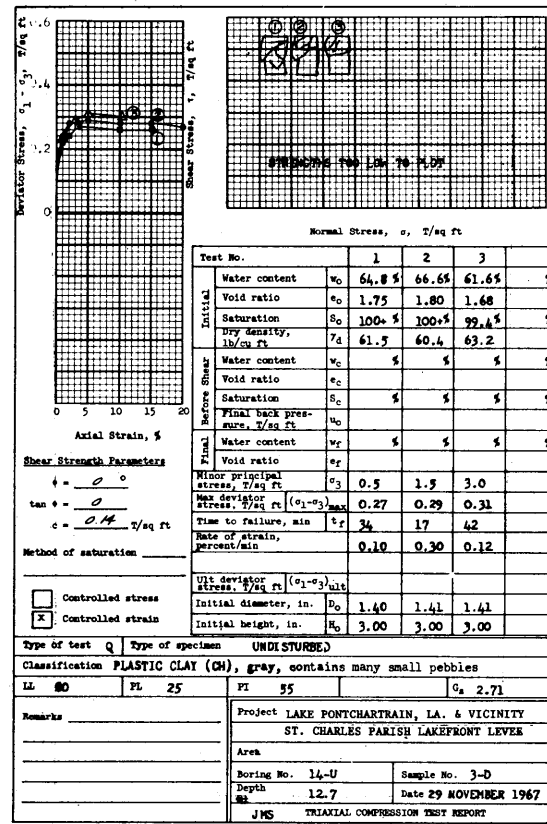 Deviator Stress, σ1 - σ3, T/sq ft
.6
.4
0.2
0
Shear Stress, τ, T/sq ft
1 2 3
STRENGTHS TOO LOW TO PLOT
Normal Stress, σ, T/sq ft
0 5 10 15 20
Axial Strain, %
Shear Strength Parameters
ϕ = 0 °
tan ϕ = 0
c = 0.14 T/sq ft
Method of saturation
Controlled stress
X Controlled strain
Test No. 1 2 3
Initial
Water content wo 64.8 % 66.6% 61.6% %
Void ratio eo 1.75 1.80 1.68
Saturation So 100+ % 100+% 99.4% %
Dry density, lb/cu ft γd 61.5 60.4 63.2
Before Shear
Water content wc % % % %
Void ratio ec
Saturation Sc % % % %
Final back pressure, T/sq ft uo
Final
Water content wf % % % %
Void ratio ef
Minor principal stress, T/sq ft σ3 0.5 1.5 3.0
Max deviator stress, T/sq ft (σ1-σ3)max 0.27 0.29 0.31
Time to failure, min tf 34 17 42
Rate of strain, percent/min 0.10 0.30 0.12
Ult deviator stress, T/sq ft (σ1-σ3)ult
Initial diameter, in. Do 1.40 1.41 1.41
Initial height, in. Ho 3.00 3.00 3.00
Type of test Q Type of specimen UNDISTURBED
Classification PLASTIC CLAY (CH), gray, contains many small pebbles
LL 80 PL 25 PI 55 Gs 2.71
Remarks
Project LAKE PONTCHARTRAIN, LA. & VICINITY
ST. CHARLES PARISH LAKEFRONT LEVEE
Area
Boring No. 14-U Sample No. 3-D
Depth 12.7 Date 29 NOVEMBER 1967
JMS TRIAXIAL COMPRESSION TEST REPORT